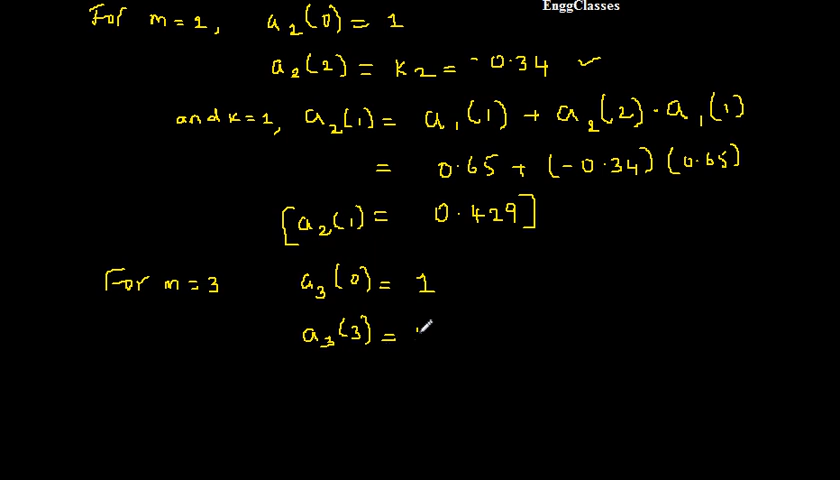 EnggClasses
For m = 2, a₂(0) = 1
a₂(2) = K2 = -0.34 ✓
and K=1, a₂(1) = a₁(1) + a₂(2) · a₁(1)
= 0.65 + (-0.34)(0.65)
[a₂(1) = 0.429]
For m = 3 a₃(0) = 1
a₃(3) =